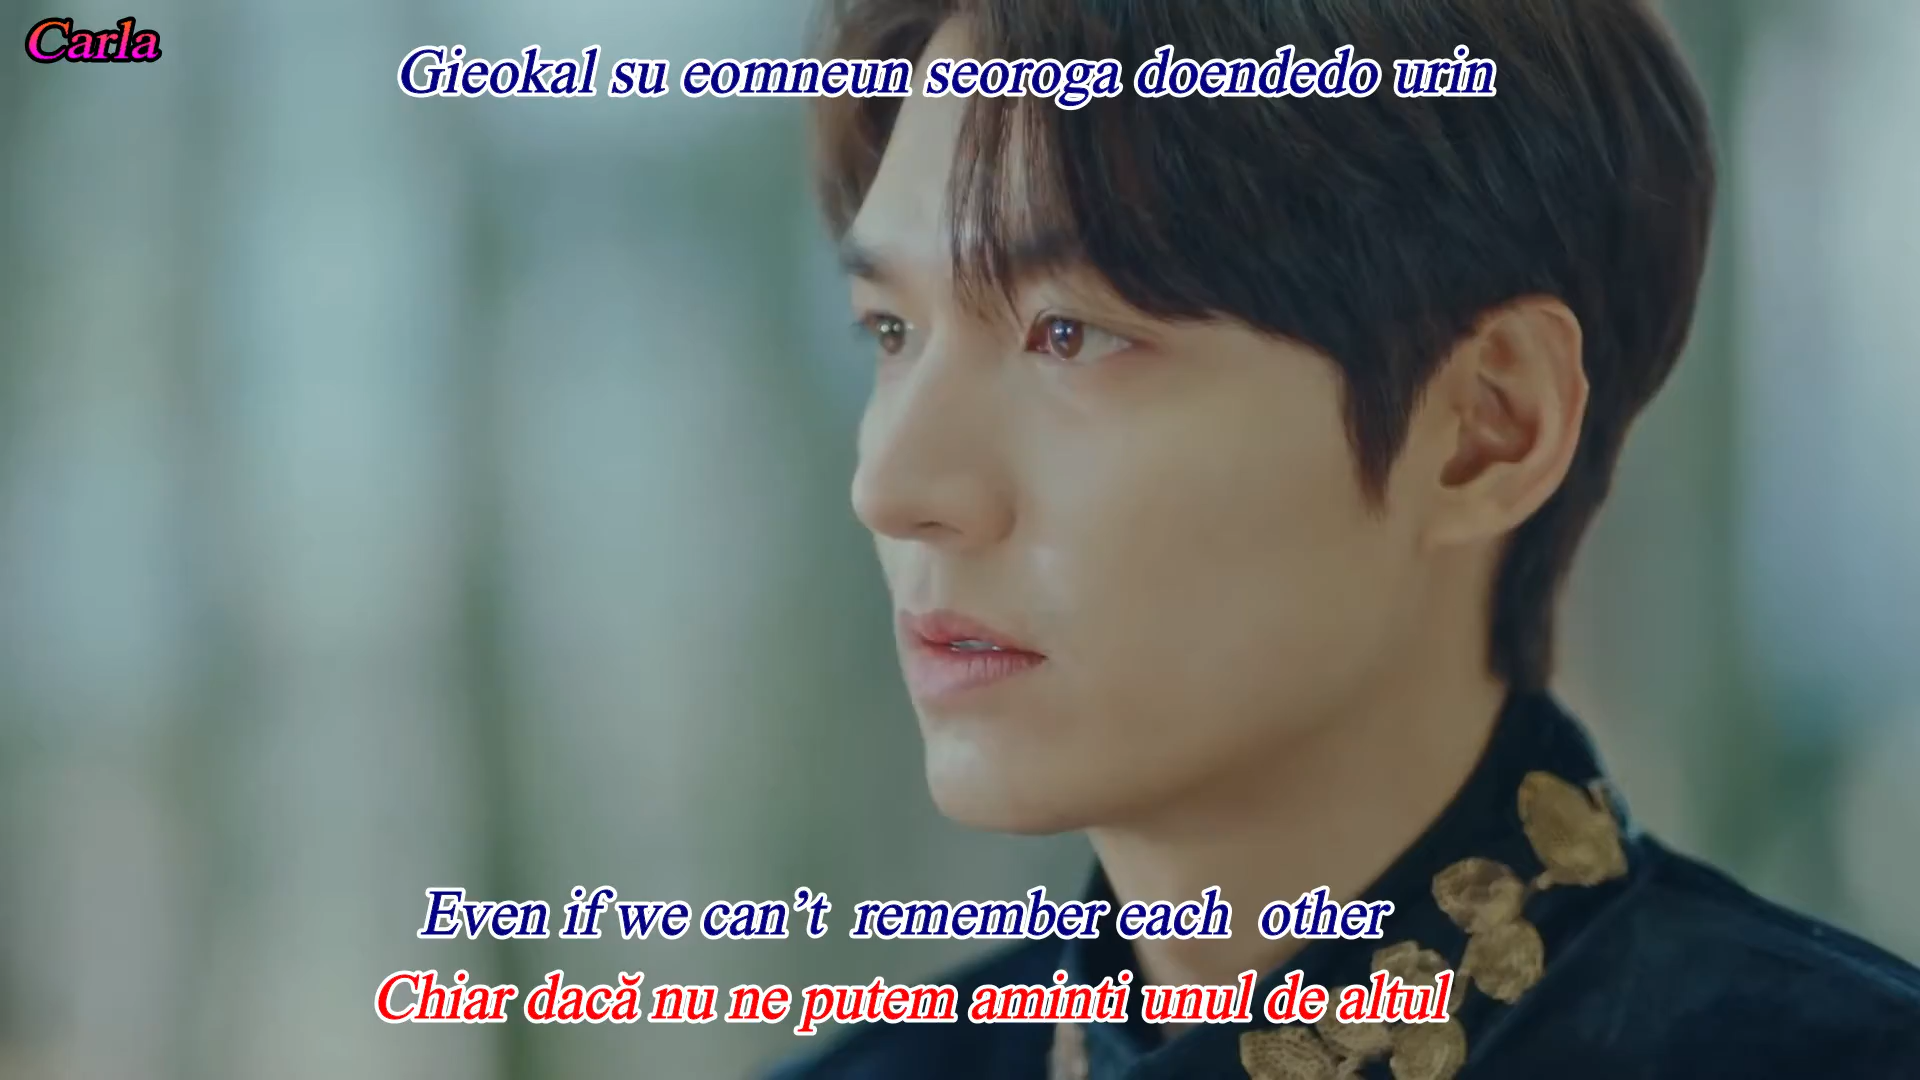 Carla
Gieokal su eomneun seoroga doendedo urin
Even if we can't  remember each  other
Chiar dacă nu ne putem aminti unul de altul